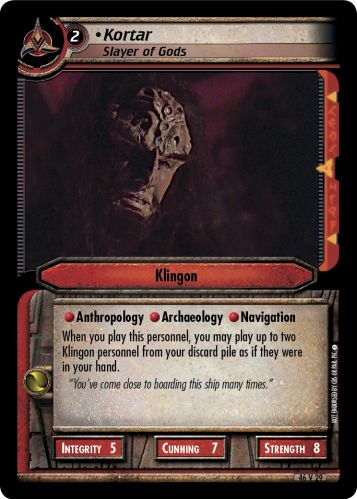 2 • Kortar
Slayer of Gods
Klingon
Anthropology Archaeology Navigation
When you play this personnel, you may play up to two
Klingon personnel from your discard pile as if they were
in your hand.
"You've come close to boarding this ship many times."
INTEGRITY 5 CUNNING 7 STRENGTH 8
46 V 29